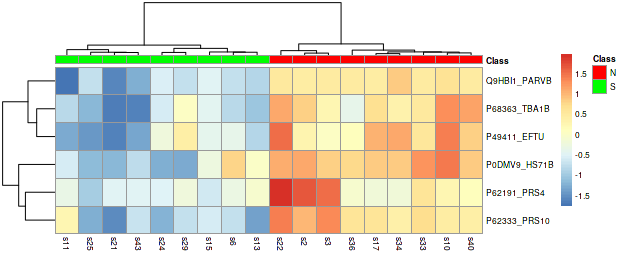 Class
Q9HBI1_PARVB
P68363_TBA1B
P49411_EFTU
P0DMV9_HS71B
P62191_PRS4
P62333_PRS10
s11 s25 s21 s43 s24 s29 s15 s6 s13 s22 s2 s3 s36 s17 s34 s33 s10 s40
1.5
1
0.5
0
-0.5
-1
-1.5
Class
N
S